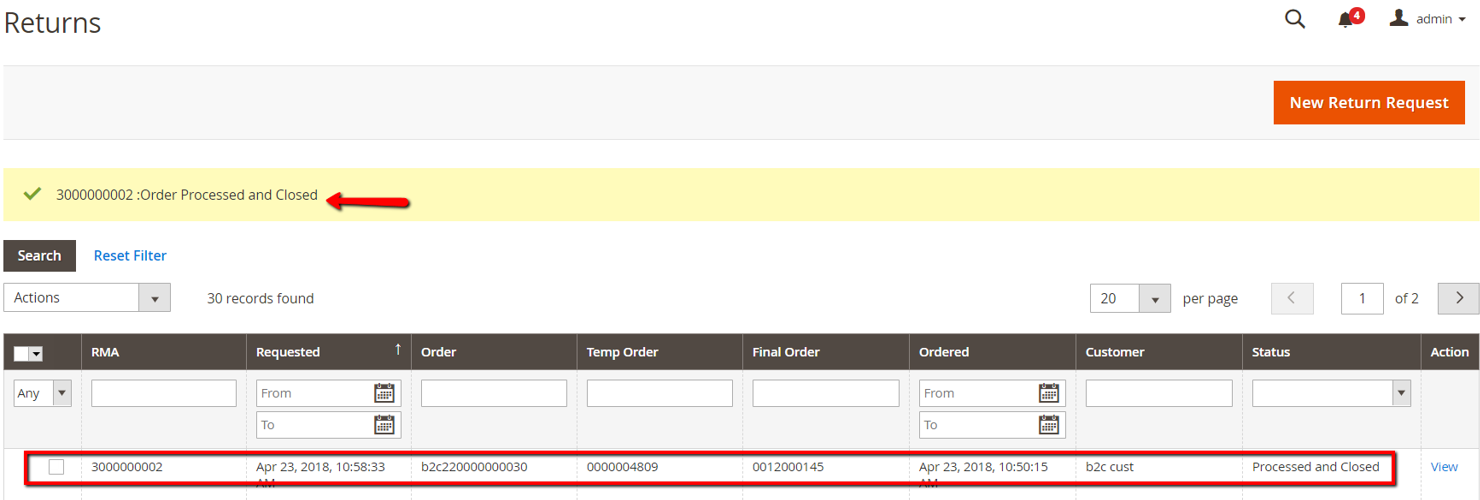 Returns
4
admin
New Return Request
3000000002 :Order Processed and Closed
Search Reset Filter
Actions 30 records found 20 per page 1 of 2
RMA Requested ↑ Order Temp Order Final Order Ordered Customer Status Action
Any From From
To To
3000000002 Apr 23, 2018, 10:58:33 b2c220000000030 0000004809 0012000145 Apr 23, 2018, 10:50:15 b2c cust Processed and Closed View
AM AM